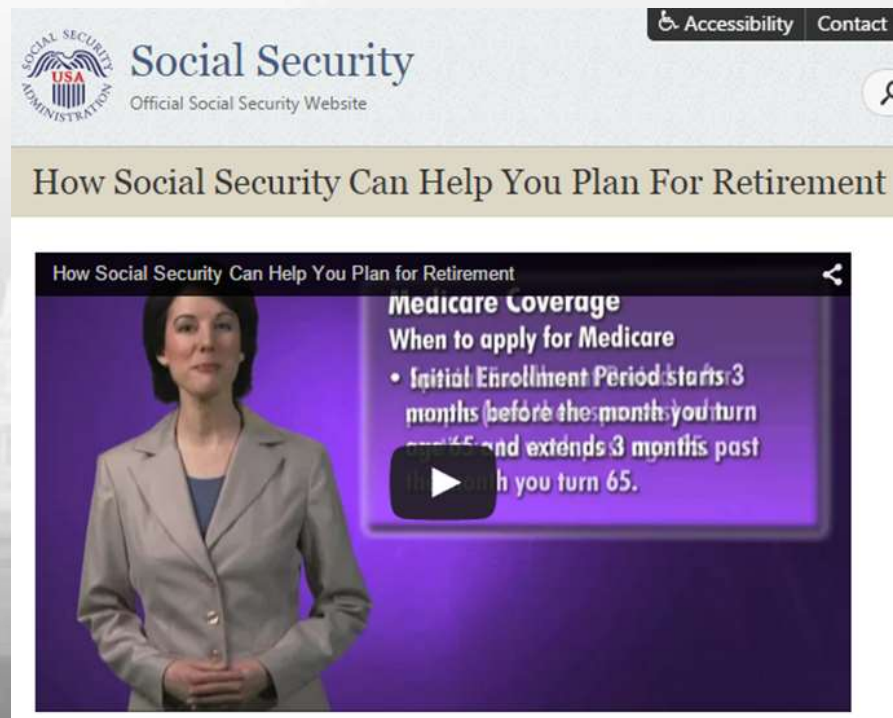 Accessibility Contact
SOCIAL SECURITY
USA
ADMINISTRATION
Social Security
Official Social Security Website
How Social Security Can Help You Plan For Retirement
How Social Security Can Help You Plan for Retirement
Medicare Coverage
When to apply for Medicare
• Initial Enrollment Period starts 3
months before the month you turn
age 65 and extends 3 months past
h you turn 65.